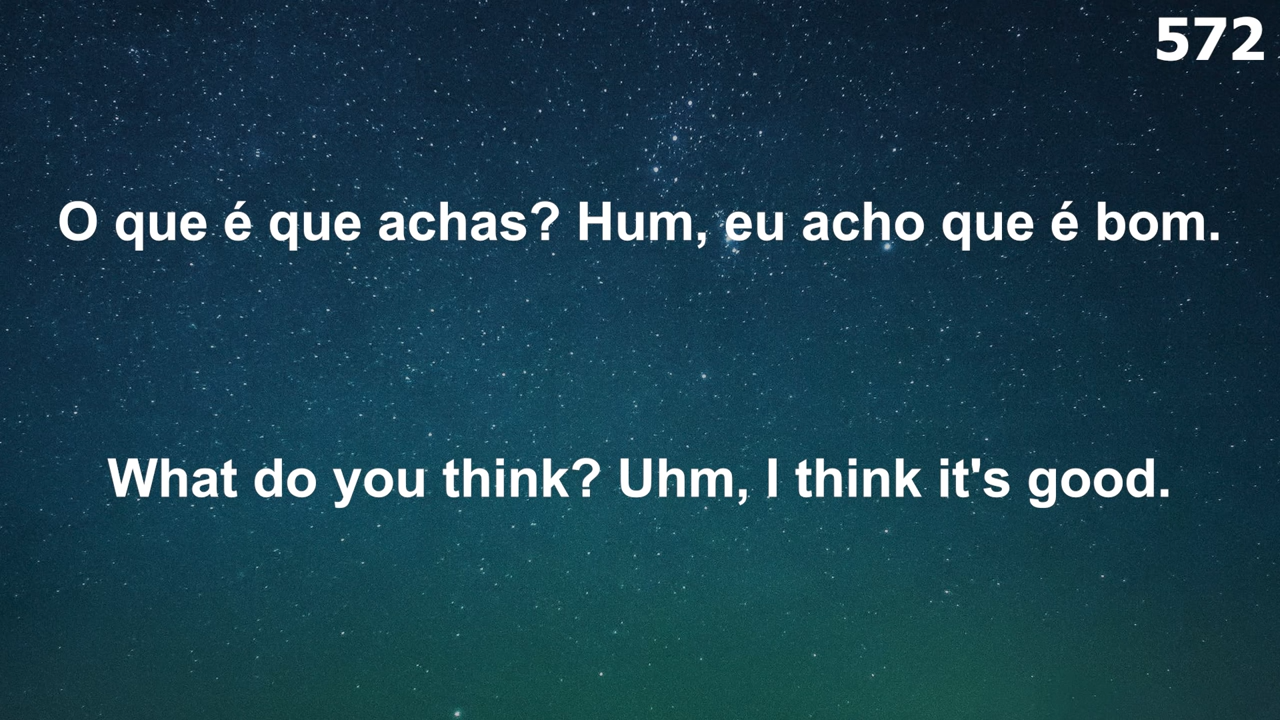 572
O que é que achas? Hum, eu acho que é bom.
What do you think? Uhm, I think it's good.